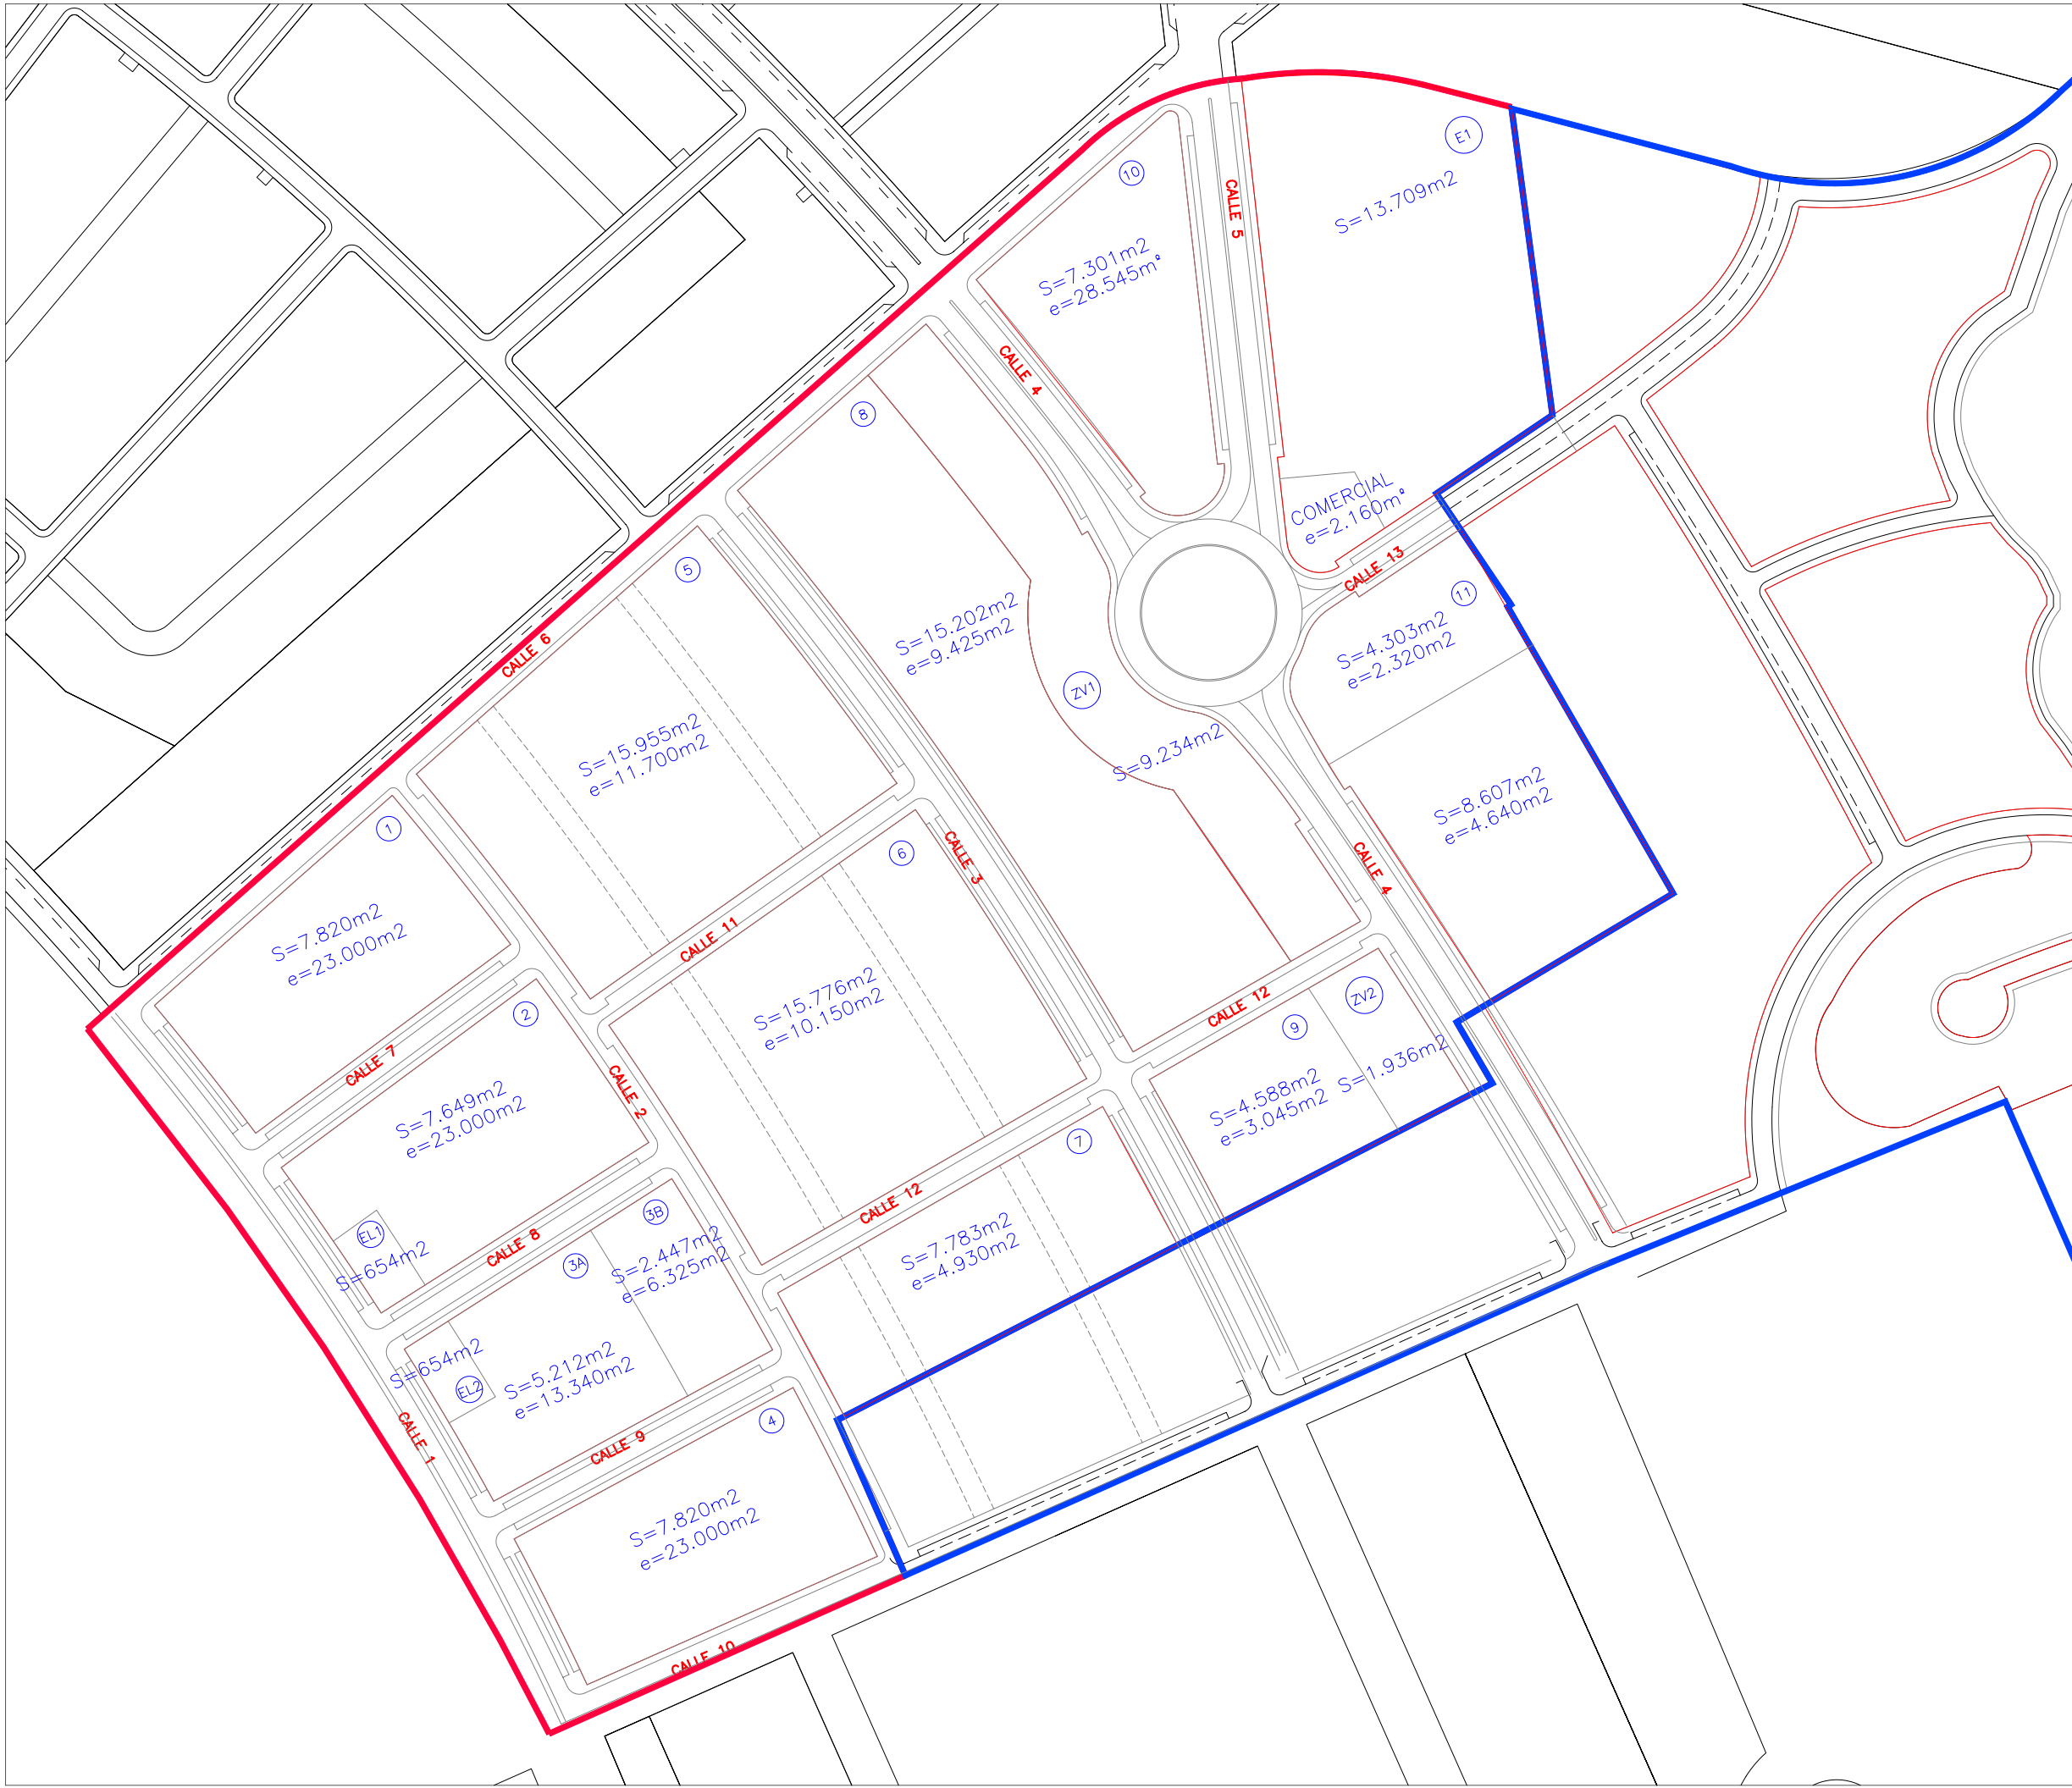 E1
S=13.709m2
10
CALLE 5
S=7.301m2
e=28.545m²
CALLE 4
8
COMERCIAL
e=2.160m²
CALLE 13
5
11
S=15.202m2
e=9.425m2
S=4.303m2
e=2.320m2
CALLE 6
ZV1
S=15.955m2
e=11.700m2
S=9.234m2
S=8.607m2
e=4.640m2
1
6
CALLE 3
CALLE 4
S=7.820m2
e=23.000m2
CALLE 11
2
S=15.776m2
e=10.150m2
CALLE 12
9
ZV2
CALLE 7
CALLE 2
S=7.649m2
e=23.000m2
S=4.588m2
e=3.045m2
S=1.936m2
7
CALLE 12
3B
EL1
S=654m2
CALLE 8
3A
S=2.447m2
e=6.325m2
S=7.783m2
e=4.930m2
S=654m2
EL2
S=5.212m2
e=13.340m2
CALLE 1
CALLE 9
4
S=7.820m2
e=23.000m2
CALLE 10